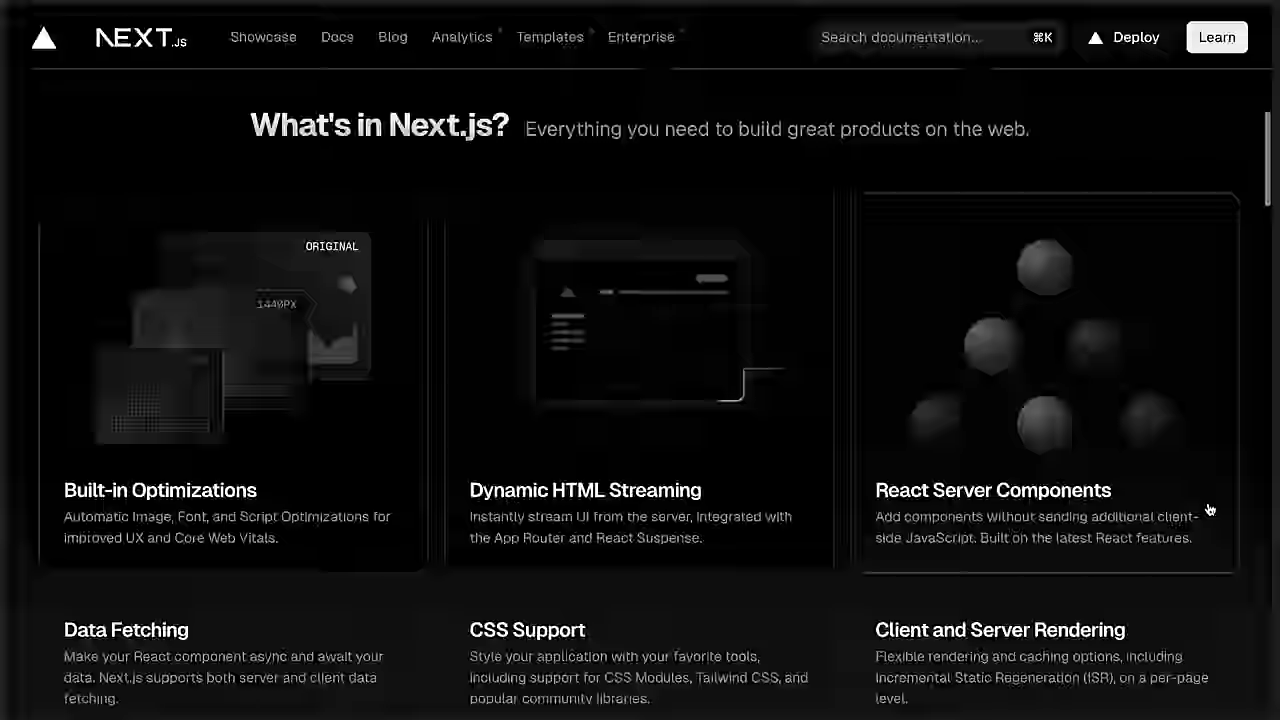 NEXT.JS Showcase Docs Blog Analytics Templates Enterprise Search documentation... ⌘K Deploy Learn
What's in Next.js? Everything you need to build great products on the web.
ORIGINAL
1440PX
Built-in Optimizations
Automatic Image, Font, and Script Optimizations for
improved UX and Core Web Vitals.
Dynamic HTML Streaming
Instantly stream UI from the server, integrated with
the App Router and React Suspense.
React Server Components
Add components without sending additional client-
side JavaScript. Built on the latest React features.
Data Fetching
Make your React component async and await your
data. Next.js supports both server and client data
fetching.
CSS Support
Style your application with your favorite tools,
including support for CSS Modules, Tailwind CSS, and
popular community libraries.
Client and Server Rendering
Flexible rendering and caching options, including
Incremental Static Regeneration (ISR), on a per-page
level.